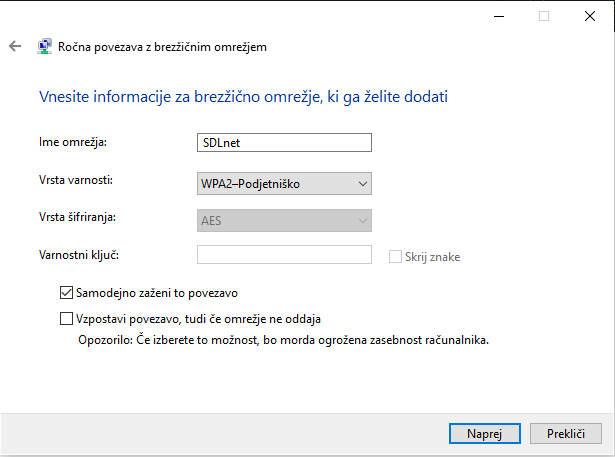 Ročna povezava z brezžičnim omrežjem
Vnesite informacije za brezžično omrežje, ki ga želite dodati
Ime omrežja: SDLnet
Vrsta varnosti: WPA2–Podjetniško
Vrsta šifriranja: AES
Varnostni ključ: Skrij znake
Samodejno zaženi to povezavo
Vzpostavi povezavo, tudi če omrežje ne oddaja
Opozorilo: Če izberete to možnost, bo morda ogrožena zasebnost računalnika.
Naprej Prekliči